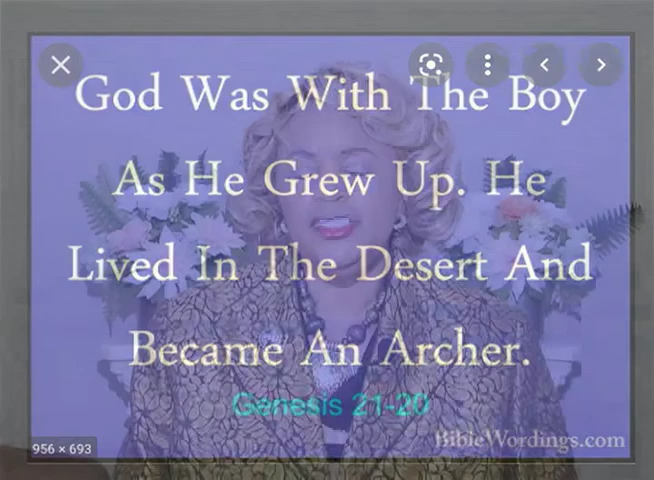 God Was With The Boy
As He Grew Up. He
Lived In The Desert And
Became An Archer.
Genesis 21-20
BibleWordings.com
956 × 693